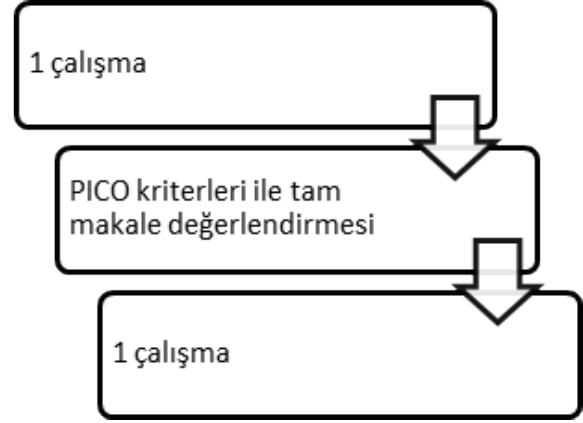 1 çalışma
PICO kriterleri ile tam
makale değerlendirmesi
1 çalışma